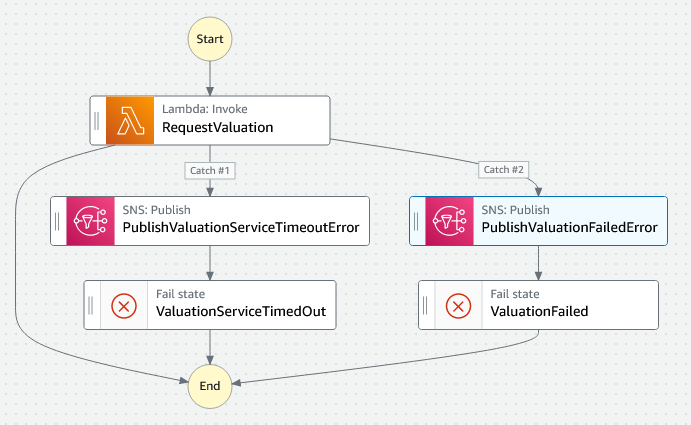 Start
Lambda: Invoke
RequestValuation
Catch #1
Catch #2
SNS: Publish
PublishValuationServiceTimeoutError
SNS: Publish
PublishValuationFailedError
Fail state
ValuationServiceTimedOut
Fail state
ValuationFailed
End